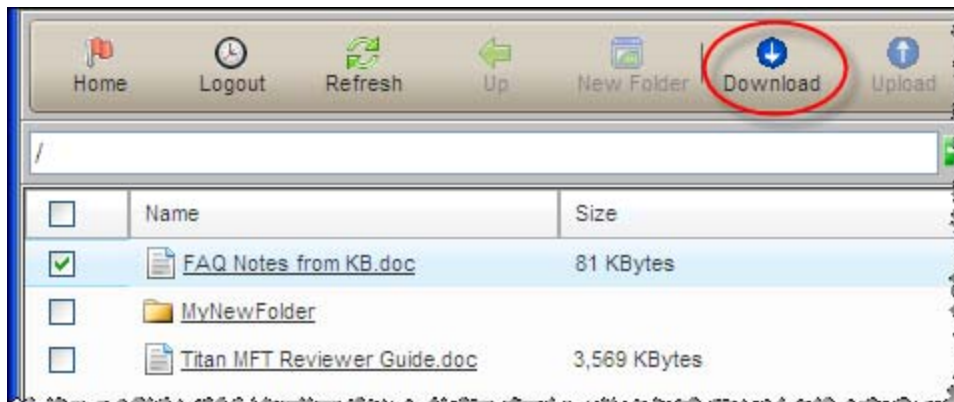 Home Logout Refresh Up New Folder Download Upload
/
Name Size
FAQ Notes from KB.doc 81 KBytes
MyNewFolder
Titan MFT Reviewer Guide.doc 3,569 KBytes